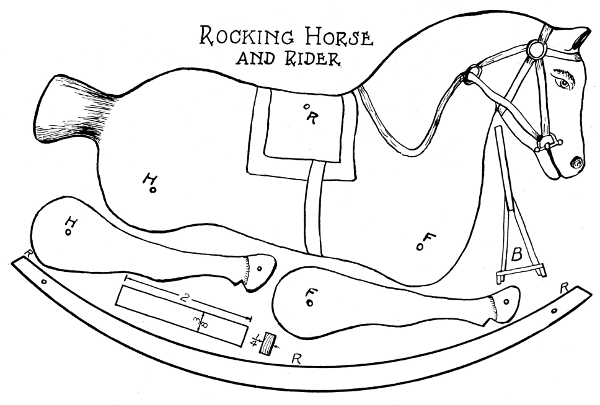 ROCKING HORSE
AND RIDER
R
H
F
H
B
R
F
R
2
3/8
1/4
R